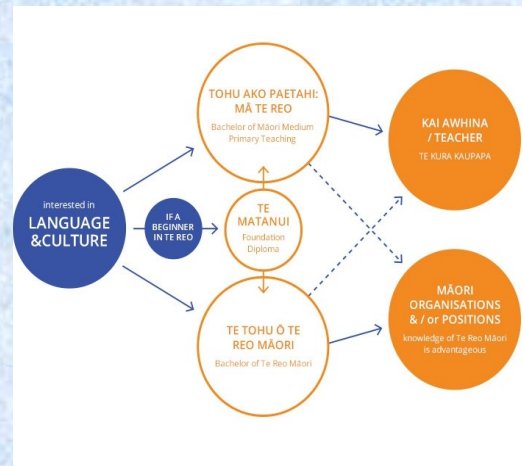 interested in
LANGUAGE
&CULTURE
IF A
BEGINNER
IN TE REO
TOHU AKO PAETAHI:
MĀ TE REO
Bachelor of Māori Medium
Primary Teaching
TE
MATANUI
Foundation
Diploma
TE TOHU Ō TE
REO MĀORI
Bachelor of Te Reo Māori
KAI AWHINA
/ TEACHER
TE KURA KAUPAPA
MĀORI
ORGANISATIONS
& / or POSITIONS
knowledge of Te Reo Māori
is advantageous